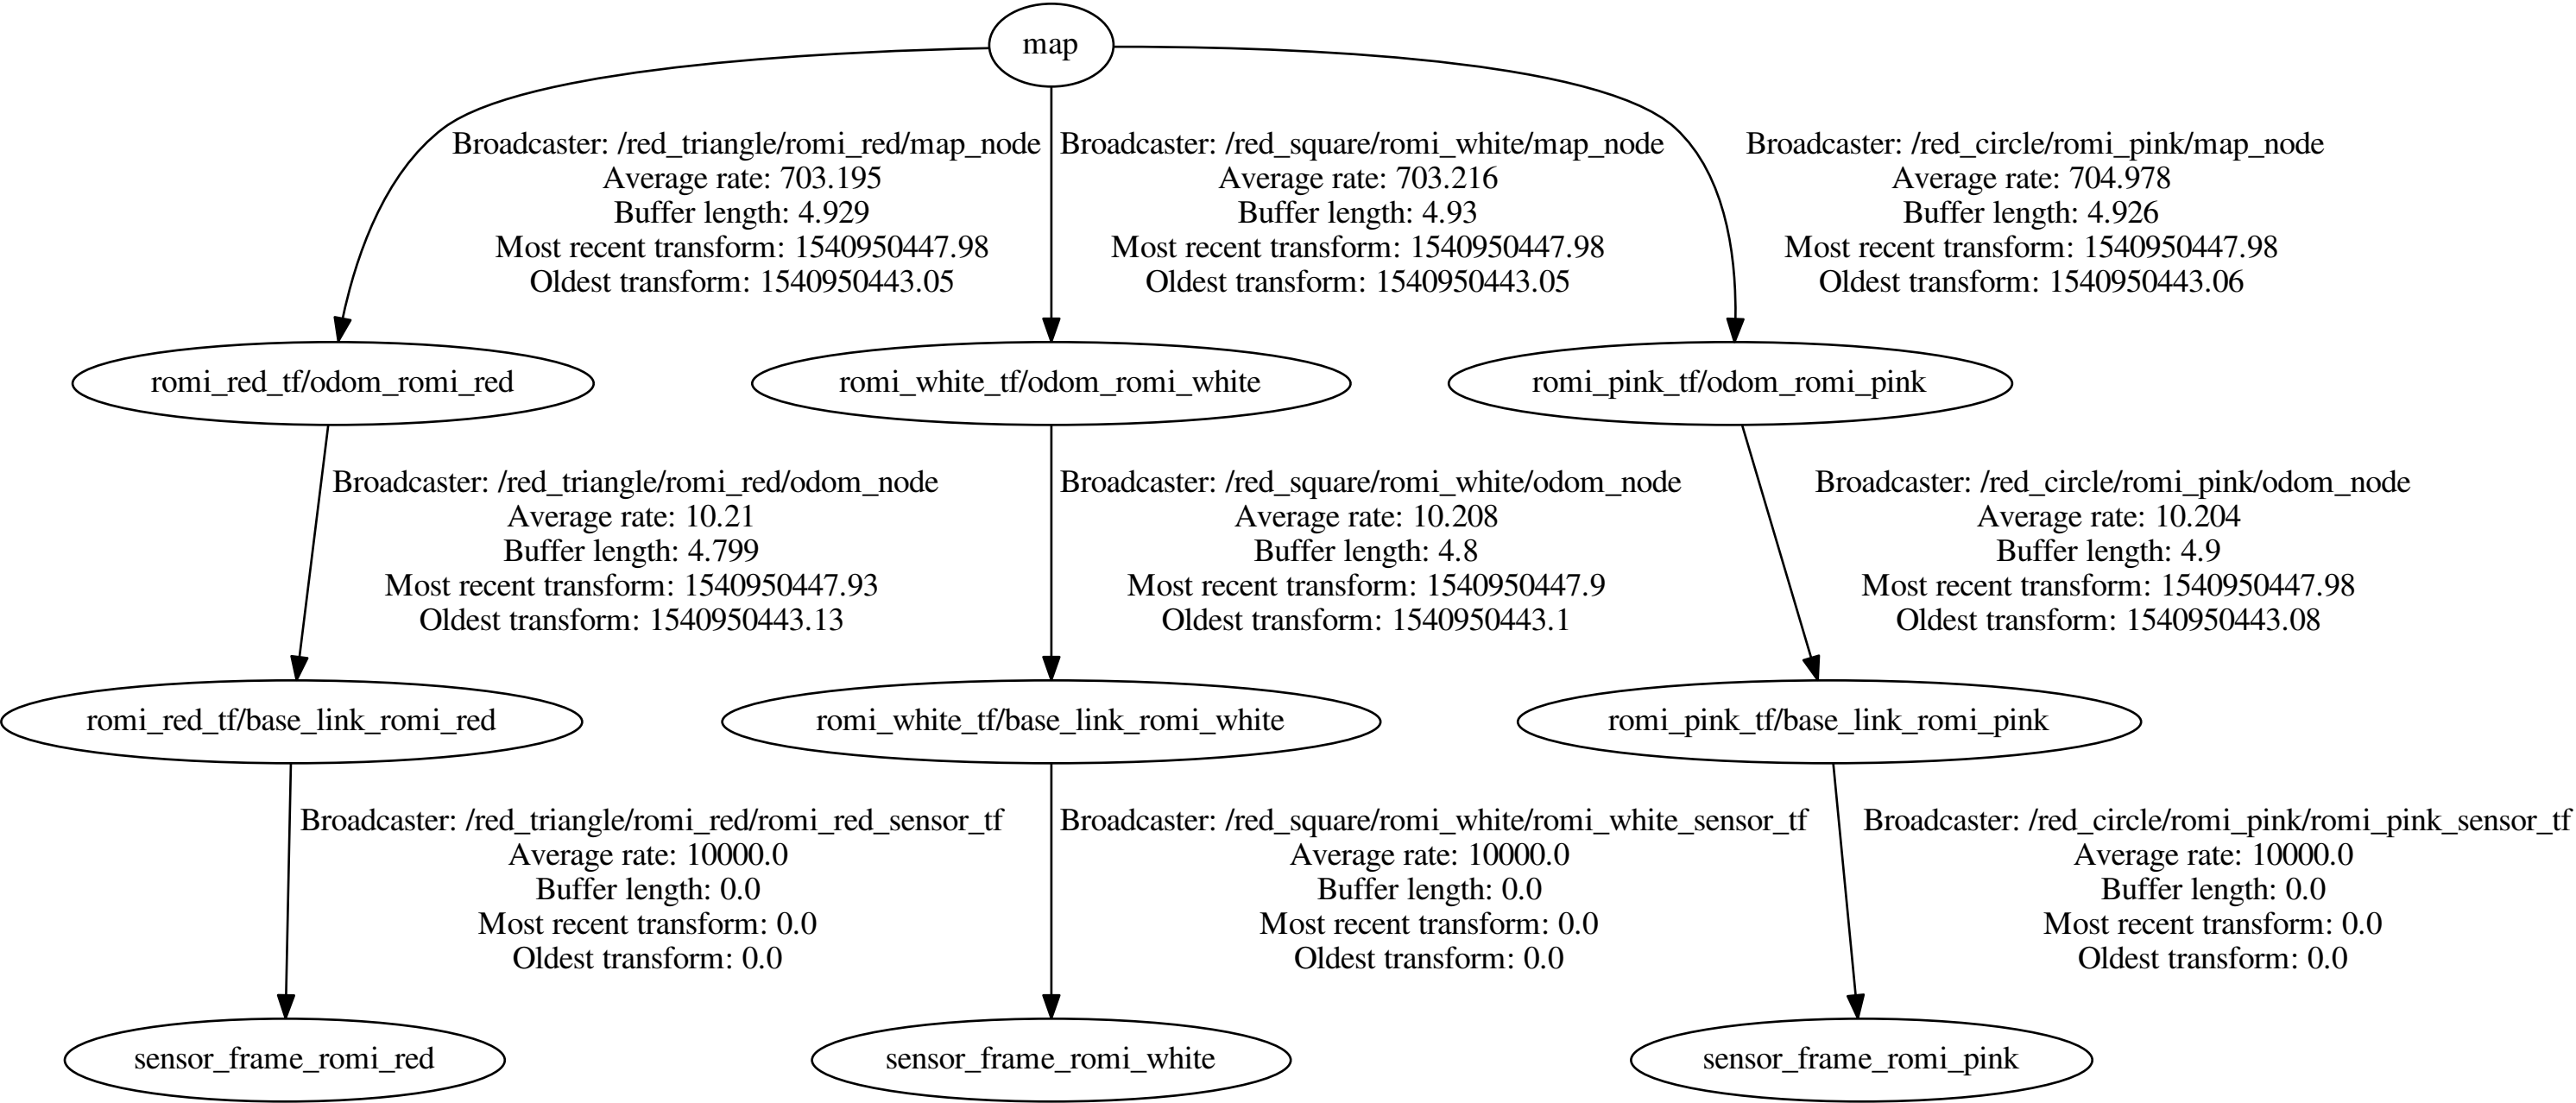 map
Broadcaster: /red_triangle/romi_red/map_node
Average rate: 703.195
Buffer length: 4.929
Most recent transform: 1540950447.98
Oldest transform: 1540950443.05
Broadcaster: /red_square/romi_white/map_node
Average rate: 703.216
Buffer length: 4.93
Most recent transform: 1540950447.98
Oldest transform: 1540950443.05
Broadcaster: /red_circle/romi_pink/map_node
Average rate: 704.978
Buffer length: 4.926
Most recent transform: 1540950447.98
Oldest transform: 1540950443.06
romi_red_tf/odom_romi_red
romi_white_tf/odom_romi_white
romi_pink_tf/odom_romi_pink
Broadcaster: /red_triangle/romi_red/odom_node
Average rate: 10.21
Buffer length: 4.799
Most recent transform: 1540950447.93
Oldest transform: 1540950443.13
Broadcaster: /red_square/romi_white/odom_node
Average rate: 10.208
Buffer length: 4.8
Most recent transform: 1540950447.9
Oldest transform: 1540950443.1
Broadcaster: /red_circle/romi_pink/odom_node
Average rate: 10.204
Buffer length: 4.9
Most recent transform: 1540950447.98
Oldest transform: 1540950443.08
romi_red_tf/base_link_romi_red
romi_white_tf/base_link_romi_white
romi_pink_tf/base_link_romi_pink
Broadcaster: /red_triangle/romi_red/romi_red_sensor_tf
Average rate: 10000.0
Buffer length: 0.0
Most recent transform: 0.0
Oldest transform: 0.0
Broadcaster: /red_square/romi_white/romi_white_sensor_tf
Average rate: 10000.0
Buffer length: 0.0
Most recent transform: 0.0
Oldest transform: 0.0
Broadcaster: /red_circle/romi_pink/romi_pink_sensor_tf
Average rate: 10000.0
Buffer length: 0.0
Most recent transform: 0.0
Oldest transform: 0.0
sensor_frame_romi_red
sensor_frame_romi_white
sensor_frame_romi_pink